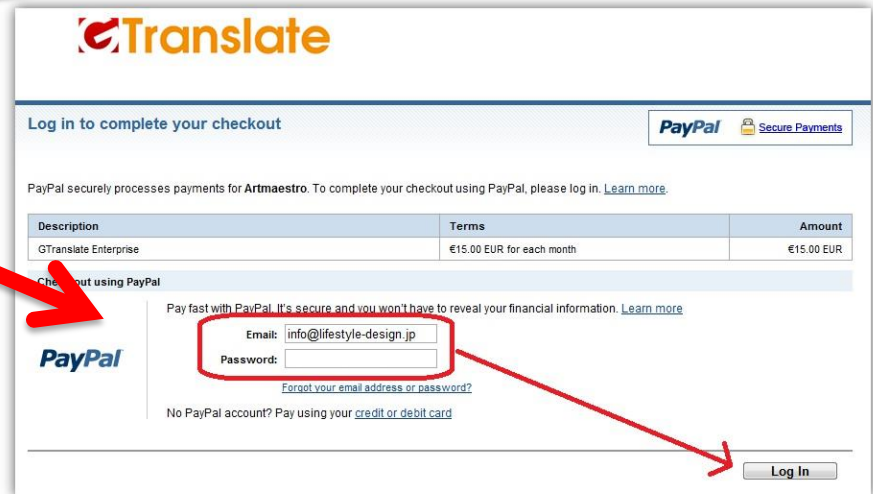 GTranslate
Log in to complete your checkout
PayPal Secure Payments
PayPal securely processes payments for Artmaestro. To complete your checkout using PayPal, please log in. Learn more.
Description Terms Amount
GTranslate Enterprise €15.00 EUR for each month €15.00 EUR
Checkout using PayPal
Pay fast with PayPal. It's secure and you won't have to reveal your financial information. Learn more
Email: info@lifestyle-design.jp
PayPal
Password:
Forgot your email address or password?
No PayPal account? Pay using your credit or debit card
Log In